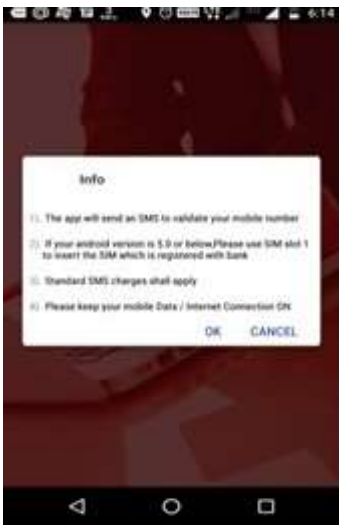 6:14
Info
1). The app will send an SMS to validate your mobile number
2). If your android version is 5.0 or below,Please use SIM slot 1
to insert the SIM which is registered with bank
3). Standard SMS charges shall apply
4). Please keep your mobile Data / Internet Connection ON
OK CANCEL